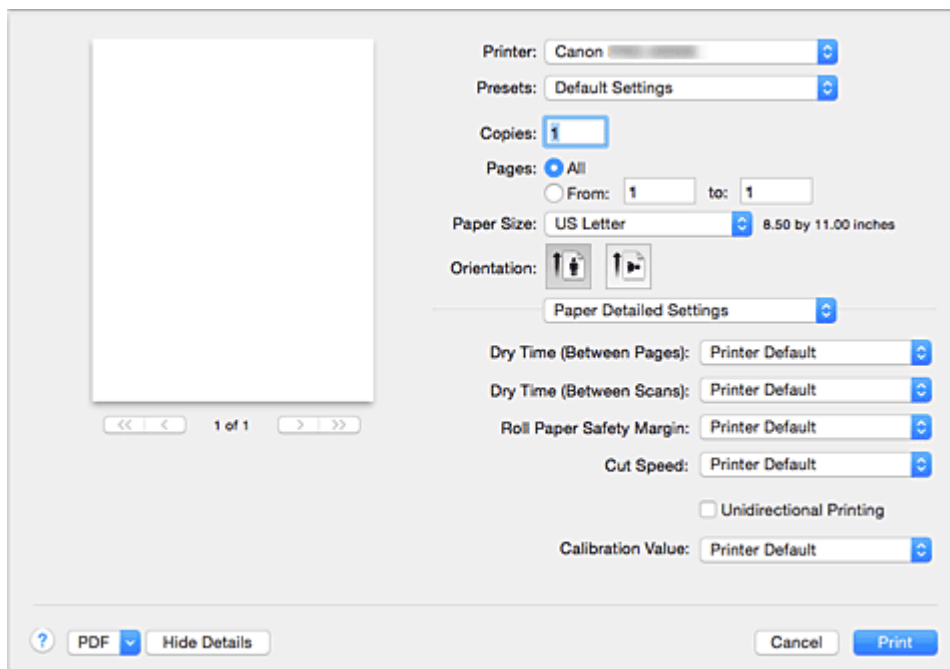 Printer: Canon
Presets: Default Settings
Copies: 1
Pages: All
From: 1 to: 1
Paper Size: US Letter 8.50 by 11.00 inches
Orientation:
Paper Detailed Settings
Dry Time (Between Pages): Printer Default
Dry Time (Between Scans): Printer Default
Roll Paper Safety Margin: Printer Default
Cut Speed: Printer Default
Unidirectional Printing
Calibration Value: Printer Default
<< < 1 of 1 > >>
? PDF Hide Details Cancel Print